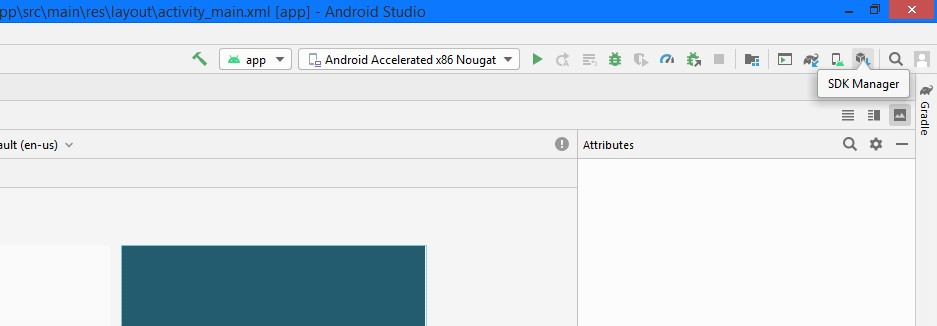 pp\src\main\res\layout\activity_main.xml [app] - Android Studio
app
Android Accelerated x86 Nougat
SDK Manager
Gradle
ault (en-us)
Attributes